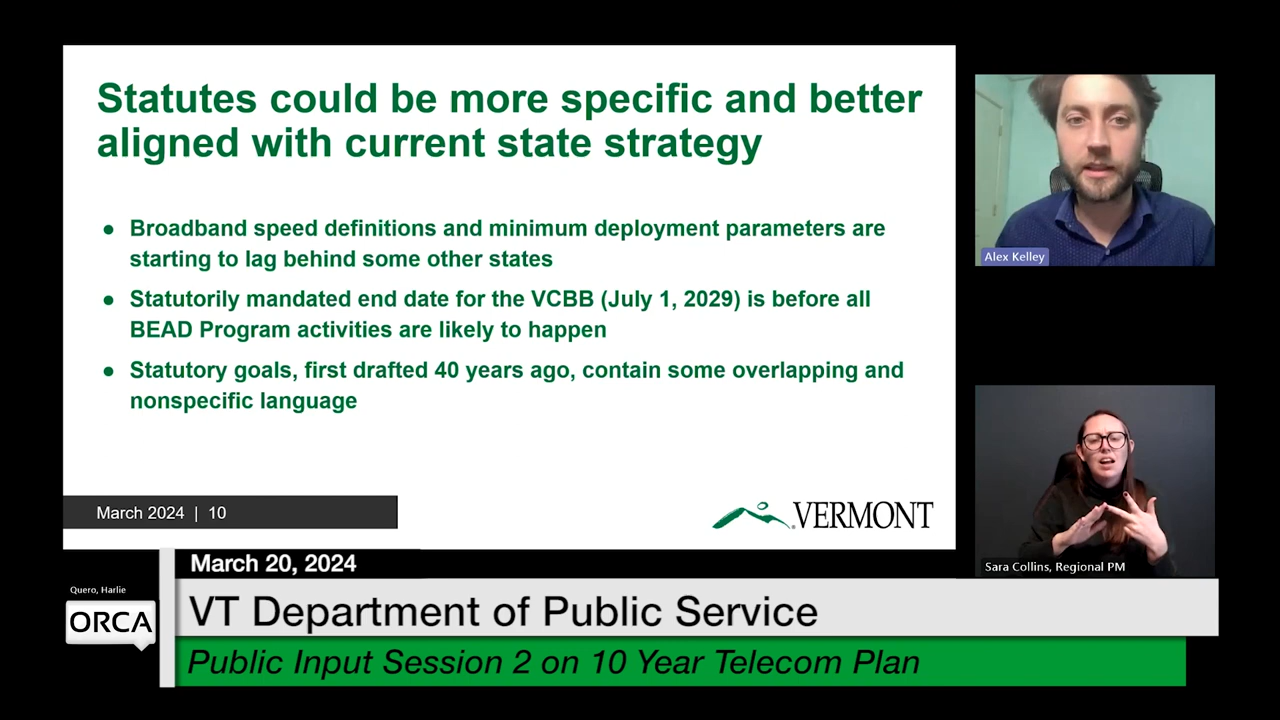 Statutes could be more specific and better
aligned with current state strategy
● Broadband speed definitions and minimum deployment parameters are
starting to lag behind some other states
● Statutorily mandated end date for the VCBB (July 1, 2029) is before all
BEAD Program activities are likely to happen
● Statutory goals, first drafted 40 years ago, contain some overlapping and
nonspecific language
March 2024 | 10
VERMONT
Alex Kelley
Sara Collins, Regional PM
March 20, 2024
Quero, Harlie
ORCA
VT Department of Public Service
Public Input Session 2 on 10 Year Telecom Plan